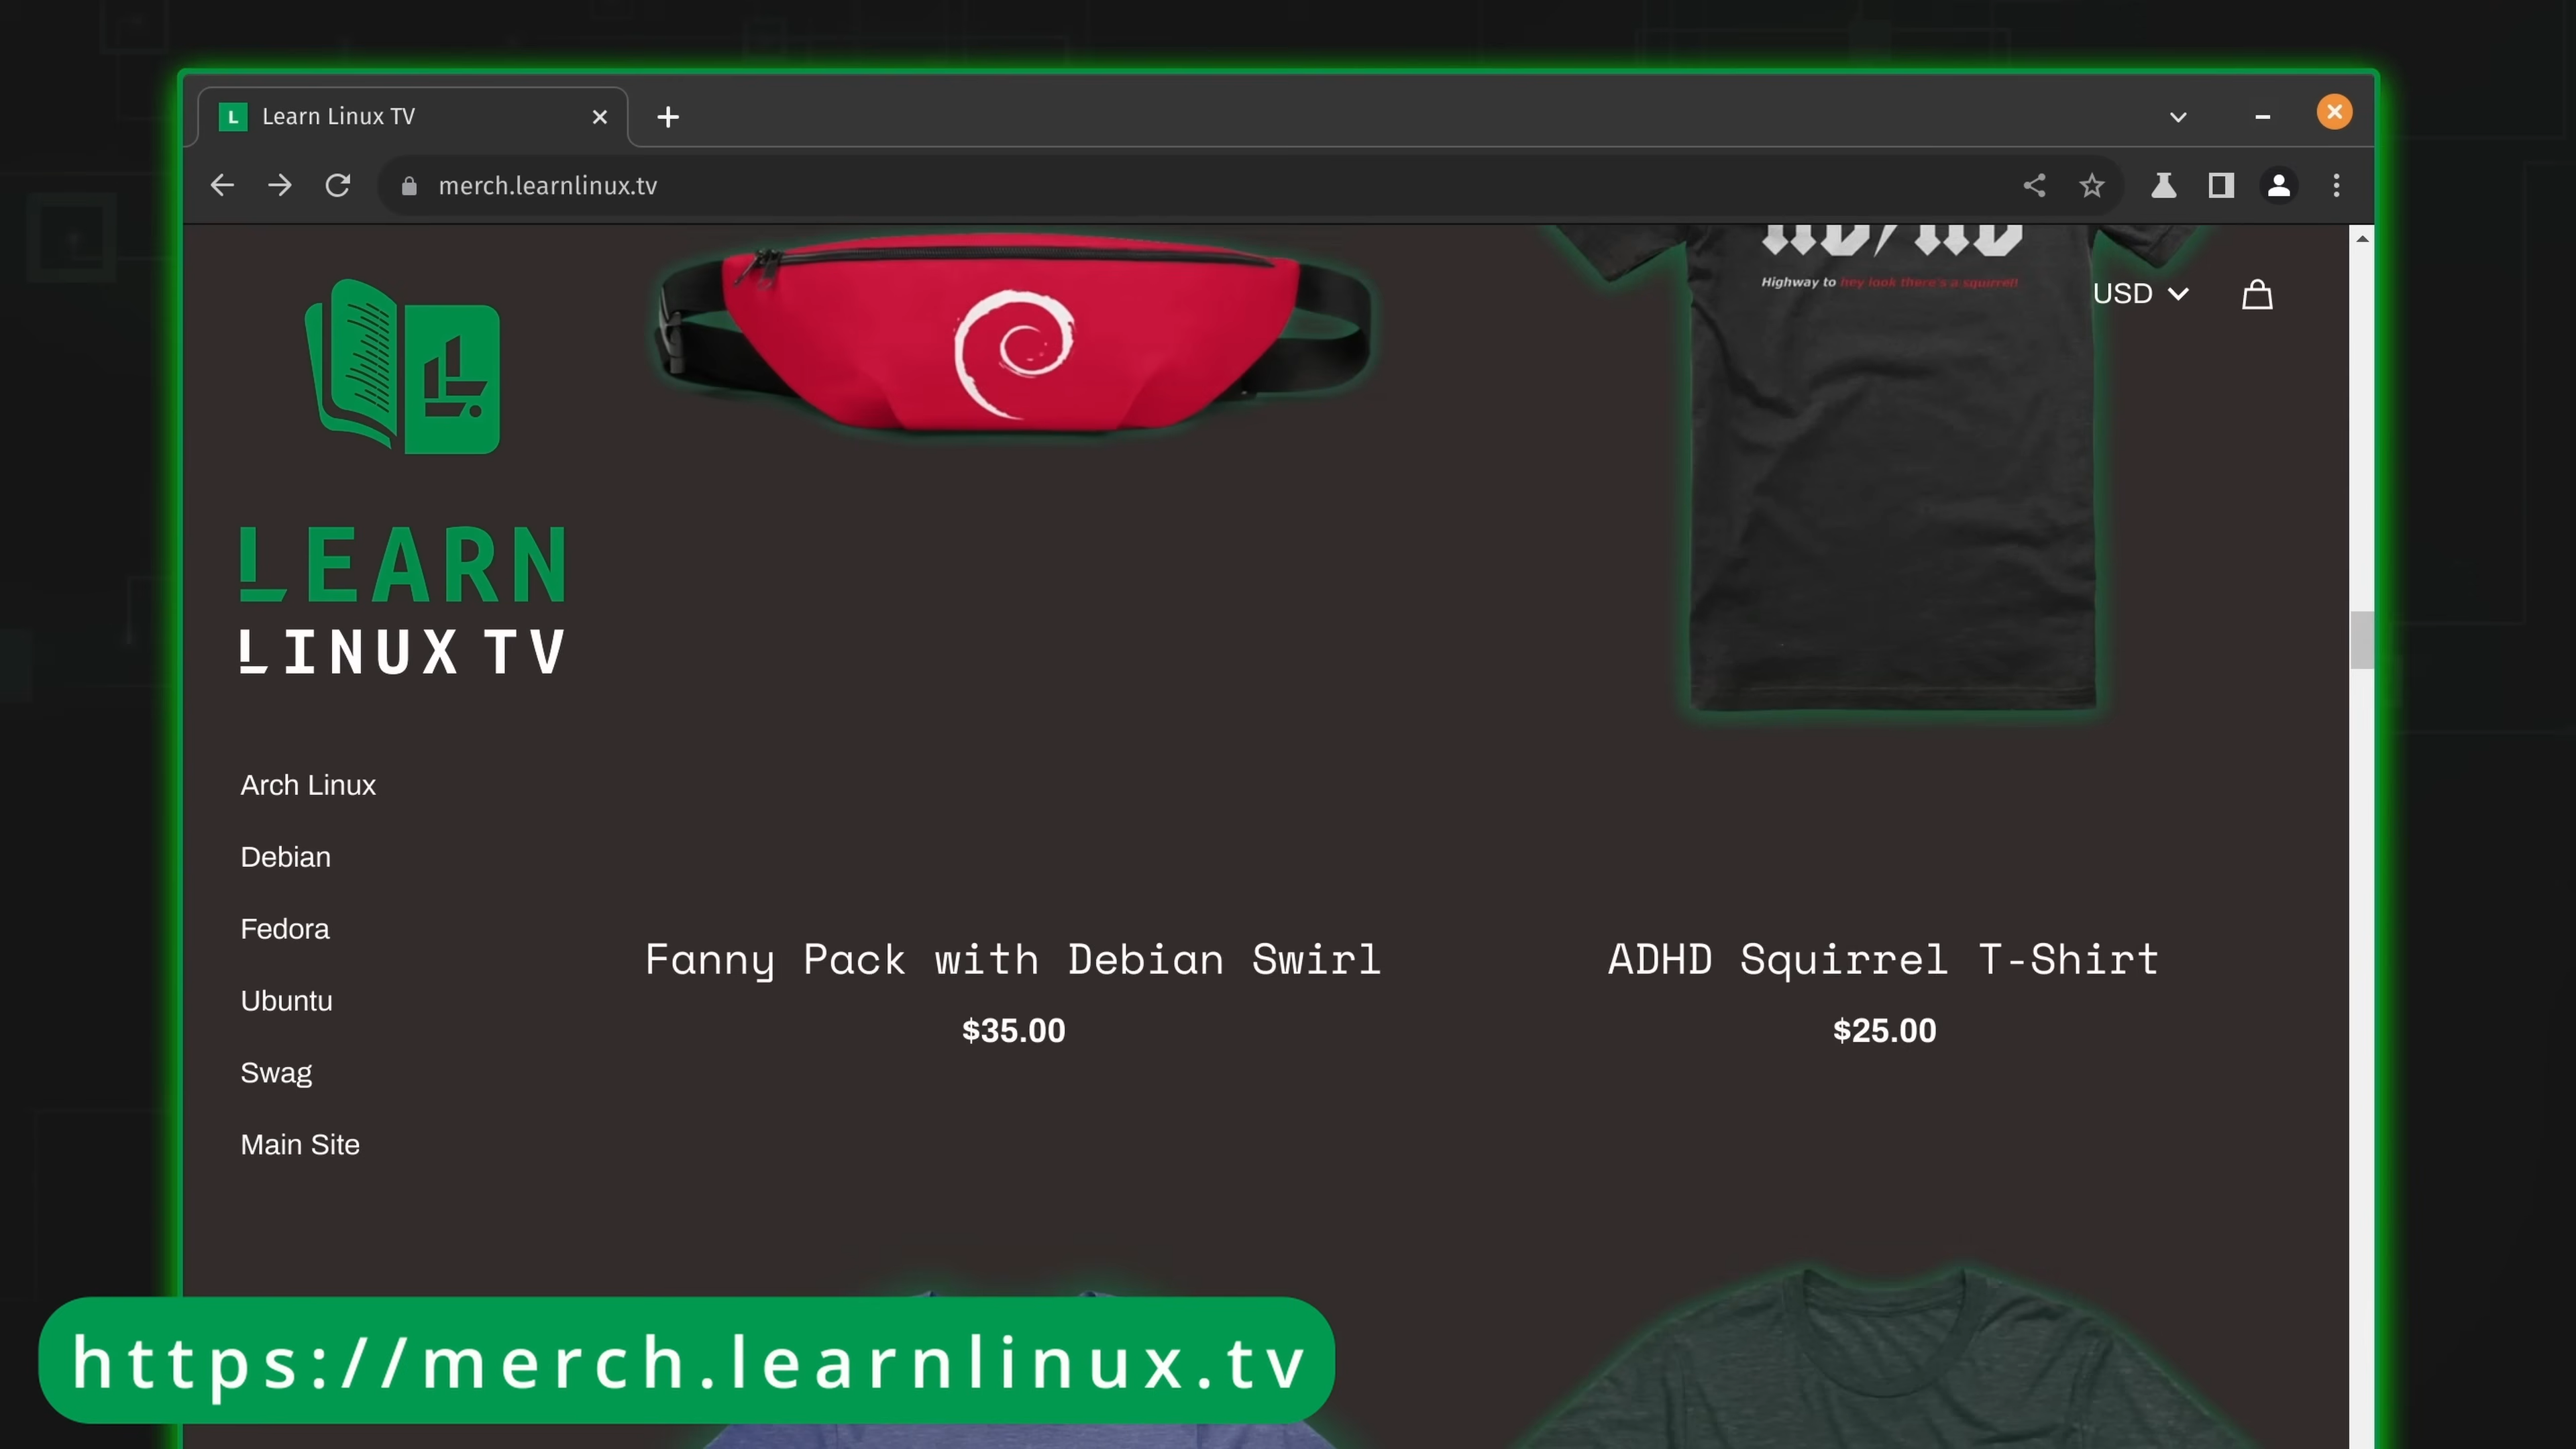 L Learn Linux TV
merch.learnlinux.tv
Highway to hey look there's a squirrel!
USD
LEARN
LINUX TV
Arch Linux
Debian
Fedora
Ubuntu
Swag
Main Site
Fanny Pack with Debian Swirl
$35.00
ADHD Squirrel T-Shirt
$25.00
https://merch.learnlinux.tv